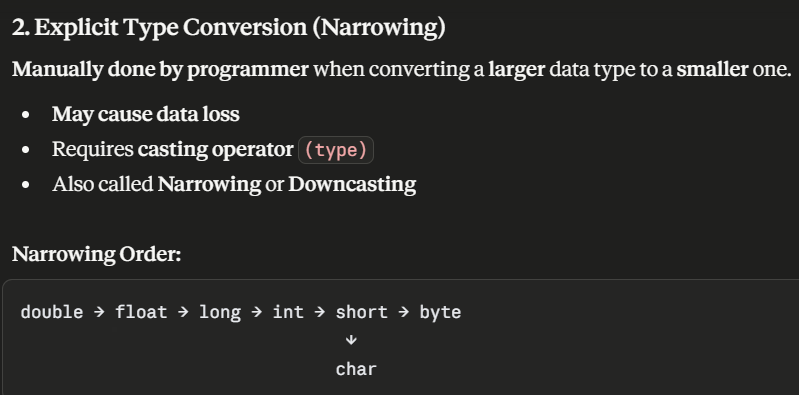 2. Explicit Type Conversion (Narrowing)
Manually done by programmer when converting a larger data type to a smaller one.
• May cause data loss
• Requires casting operator (type)
• Also called Narrowing or Downcasting
Narrowing Order:
double → float → long → int → short → byte
↓
char